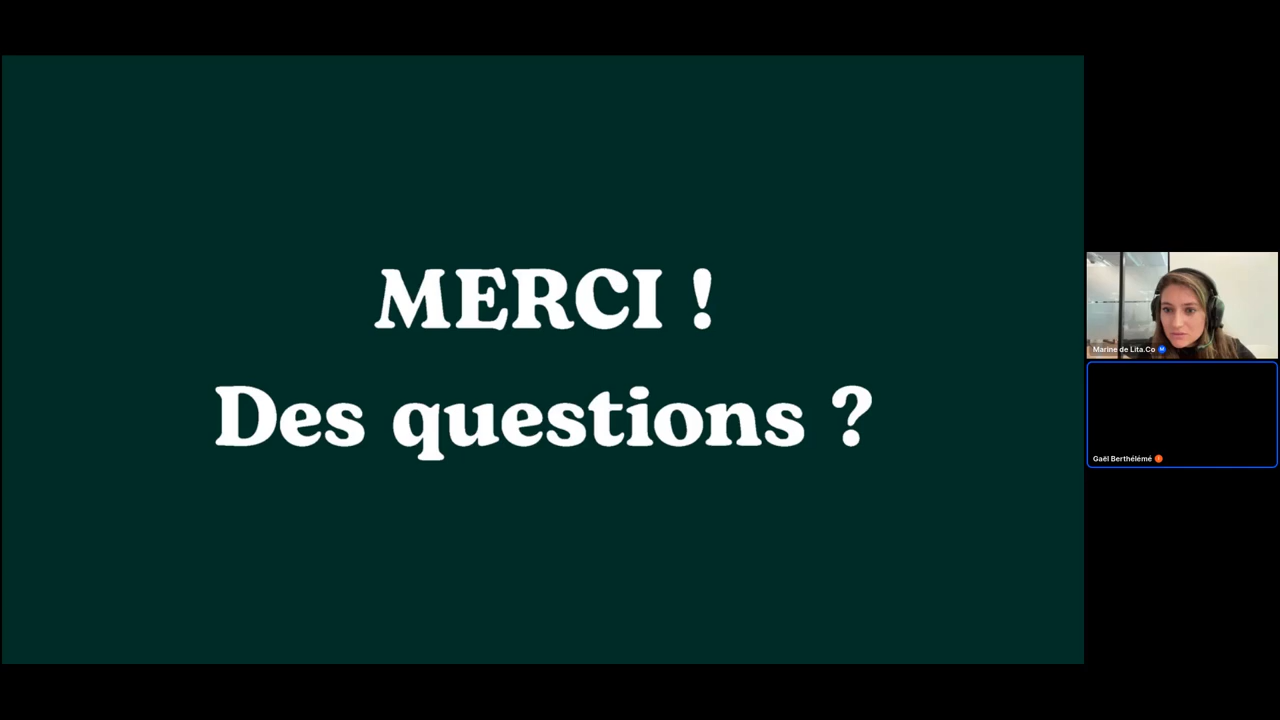 MERCI !
Des questions ?
Marine de Lita.Co
Gaël Berthélémé